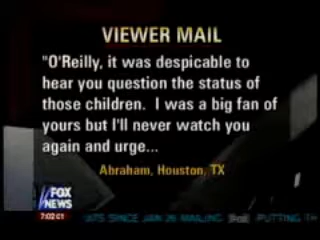 VIEWER MAIL
"O'Reilly, it was despicable to
hear you question the status of
those children. I was a big fan of
yours but I'll never watch you
again and urge...
Abraham, Houston, TX
FOX
NEWS
7:02:01
ATS SINCE JAN 26 MAILING
PUTTING